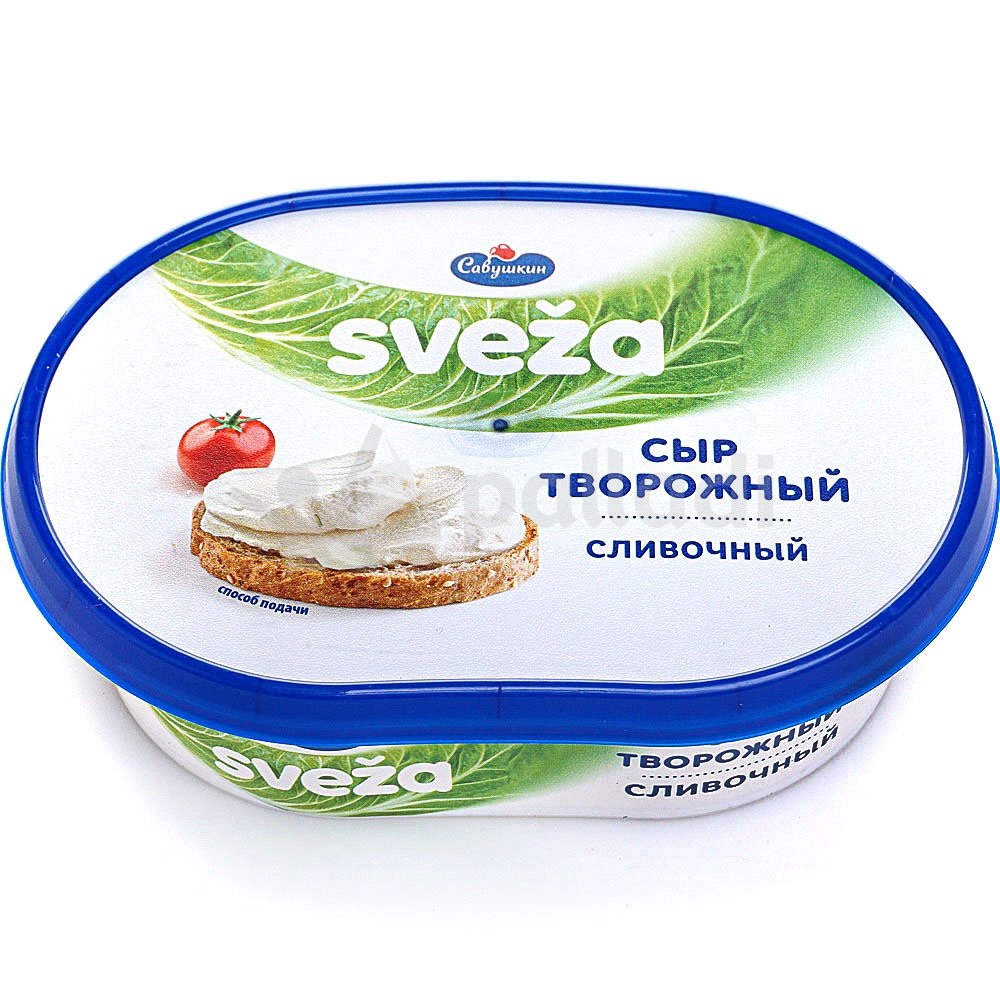 Савушкин
sveža
СЫР
ТВОРОЖНЫЙ
СЛИВОЧНЫЙ
способ подачи
sveža
ТВОРОЖНЫЙ
СЛИВОЧНЫЙ